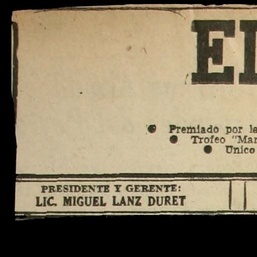 El
Premiado por la
Trofeo "Mar
Unico
PRESIDENTE Y GERENTE:
LIC. MIGUEL LANZ DURET